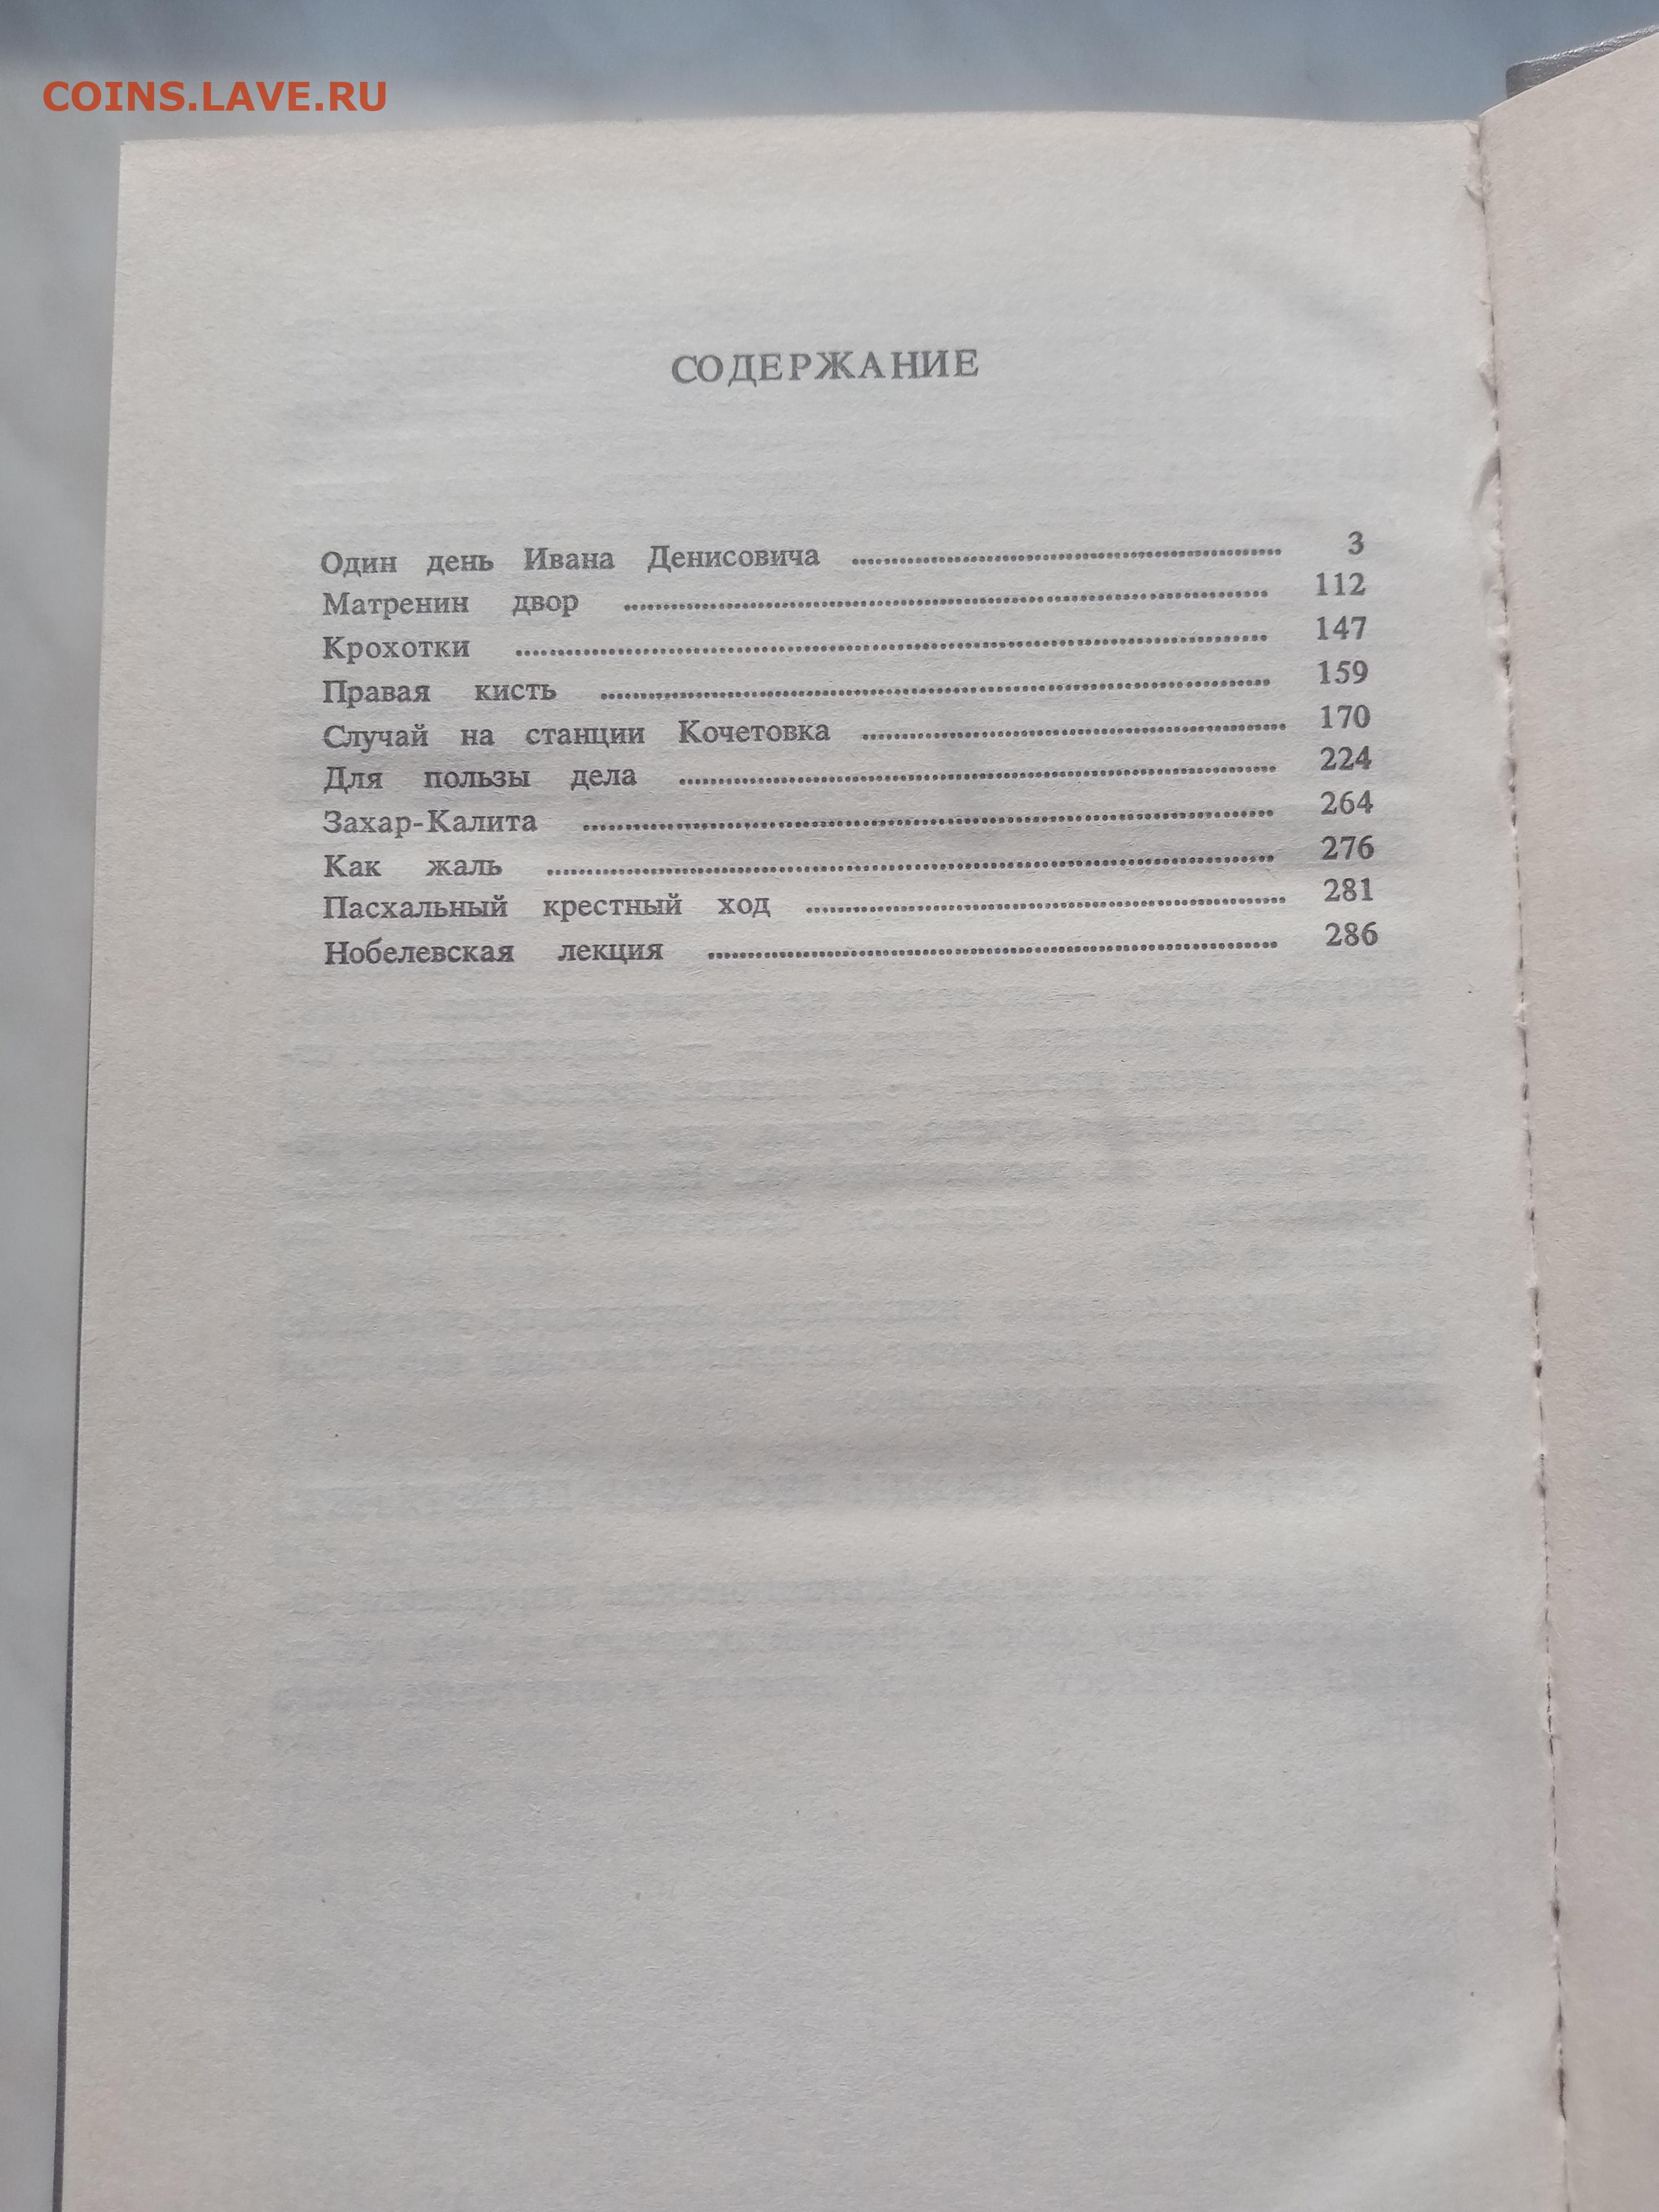 COINS.LAVE.RU
СОДЕРЖАНИЕ
Один день Ивана Денисовича ........................................ 3
Матренин двор ........................................ 112
Крохотки ........................................ 147
Правая кисть ........................................ 159
Случай на станции Кочетовка ........................................ 170
Для пользы дела ........................................ 224
Захар-Калита ........................................ 264
Как жаль ........................................ 276
Пасхальный крестный ход ........................................ 281
Нобелевская лекция ........................................ 286